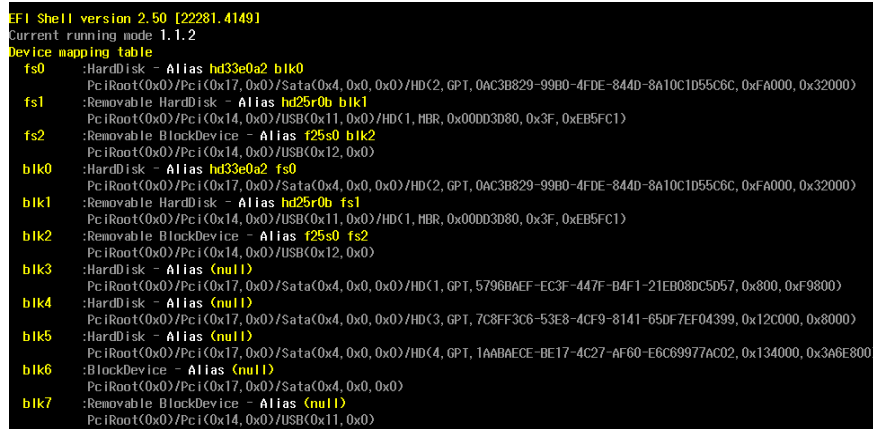 EFI Shell version 2.50 [22281.4149]
Current running mode 1.1.2
Device mapping table
fs0 :HardDisk - Alias hd33e0a2 blk0
PciRoot(0x0)/Pci(0x17,0x0)/Sata(0x4,0x0,0x0)/HD(2,GPT,0AC3B829-99B0-4FDE-844D-8A10C1D55C6C,0xFA000,0x32000)
fs1 :Removable HardDisk - Alias hd25r0b blk1
PciRoot(0x0)/Pci(0x14,0x0)/USB(0x11,0x0)/HD(1,MBR,0x00DD3D80,0x3F,0xEB5FC1)
fs2 :Removable BlockDevice - Alias f25s0 blk2
PciRoot(0x0)/Pci(0x14,0x0)/USB(0x12,0x0)
blk0 :HardDisk - Alias hd33e0a2 fs0
PciRoot(0x0)/Pci(0x17,0x0)/Sata(0x4,0x0,0x0)/HD(2,GPT,0AC3B829-99B0-4FDE-844D-8A10C1D55C6C,0xFA000,0x32000)
blk1 :Removable HardDisk - Alias hd25r0b fs1
PciRoot(0x0)/Pci(0x14,0x0)/USB(0x11,0x0)/HD(1,MBR,0x00DD3D80,0x3F,0xEB5FC1)
blk2 :Removable BlockDevice - Alias f25s0 fs2
PciRoot(0x0)/Pci(0x14,0x0)/USB(0x12,0x0)
blk3 :HardDisk - Alias (null)
PciRoot(0x0)/Pci(0x17,0x0)/Sata(0x4,0x0,0x0)/HD(1,GPT,5796BAEF-EC3F-447F-B4F1-21EB08DC5D57,0x800,0xF9800)
blk4 :HardDisk - Alias (null)
PciRoot(0x0)/Pci(0x17,0x0)/Sata(0x4,0x0,0x0)/HD(3,GPT,7C8FF3C6-53E8-4CF9-8141-65DF7EF04399,0x12C000,0x8000)
blk5 :HardDisk - Alias (null)
PciRoot(0x0)/Pci(0x17,0x0)/Sata(0x4,0x0,0x0)/HD(4,GPT,1AABAECE-BE17-4C27-AF60-E6C69977AC02,0x134000,0x3A6E800
blk6 :BlockDevice - Alias (null)
PciRoot(0x0)/Pci(0x17,0x0)/Sata(0x4,0x0,0x0)
blk7 :Removable BlockDevice - Alias (null)
PciRoot(0x0)/Pci(0x14,0x0)/USB(0x11,0x0)